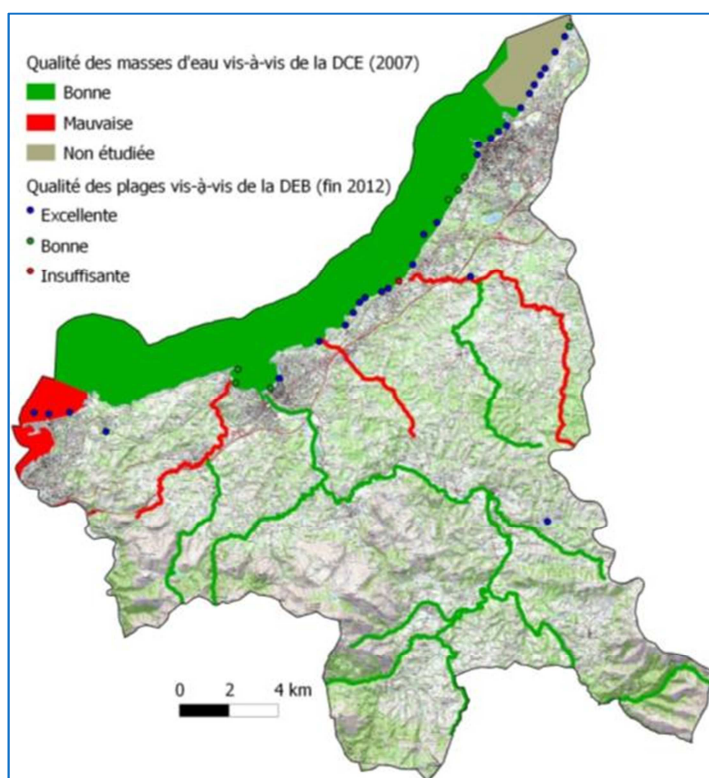 Qualité des masses d'eau vis-à-vis de la DCE (2007)
Bonne
Mauvaise
Non étudiée
Qualité des plages vis-à-vis de la DEB (fin 2012)
Excellente
Bonne
Insuffisante
0 2 4 km